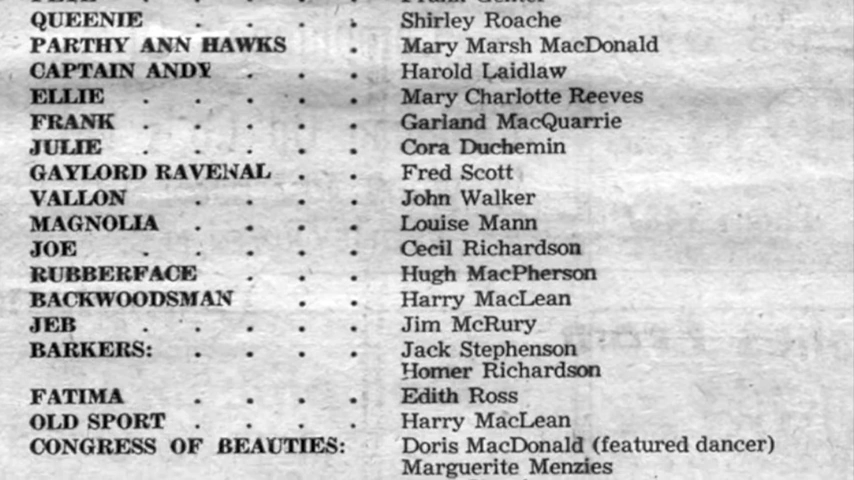 QUEENIE . . . . . Shirley Roache
PARTHY ANN HAWKS . Mary Marsh MacDonald
CAPTAIN ANDY . . . Harold Laidlaw
ELLIE . . . . . Mary Charlotte Reeves
FRANK . . . . . Garland MacQuarrie
JULIE . . . . . Cora Duchemin
GAYLORD RAVENAL . . Fred Scott
VALLON . . . . John Walker
MAGNOLIA . . . . Louise Mann
JOE . . . . . Cecil Richardson
RUBBERFACE . . . . Hugh MacPherson
BACKWOODSMAN . . Harry MacLean
JEB . . . . . Jim McRury
BARKERS: . . . . Jack Stephenson
Homer Richardson
FATIMA . . . . Edith Ross
OLD SPORT . . . . Harry MacLean
CONGRESS OF BEAUTIES: Doris MacDonald (featured dancer)
Marguerite Menzies